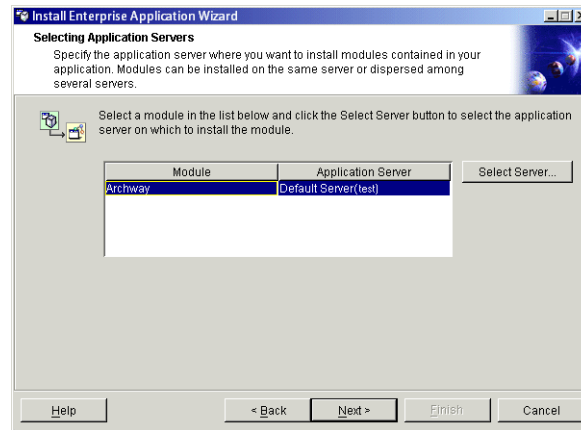 Install Enterprise Application Wizard
Selecting Application Servers
Specify the application server where you want to install modules contained in your
application. Modules can be installed on the same server or dispersed among
several servers.
Select a module in the list below and click the Select Server button to select the application
server on which to install the module.
Module Application Server Select Server...
Archway Default Server(test)
Help < Back Next > Finish Cancel